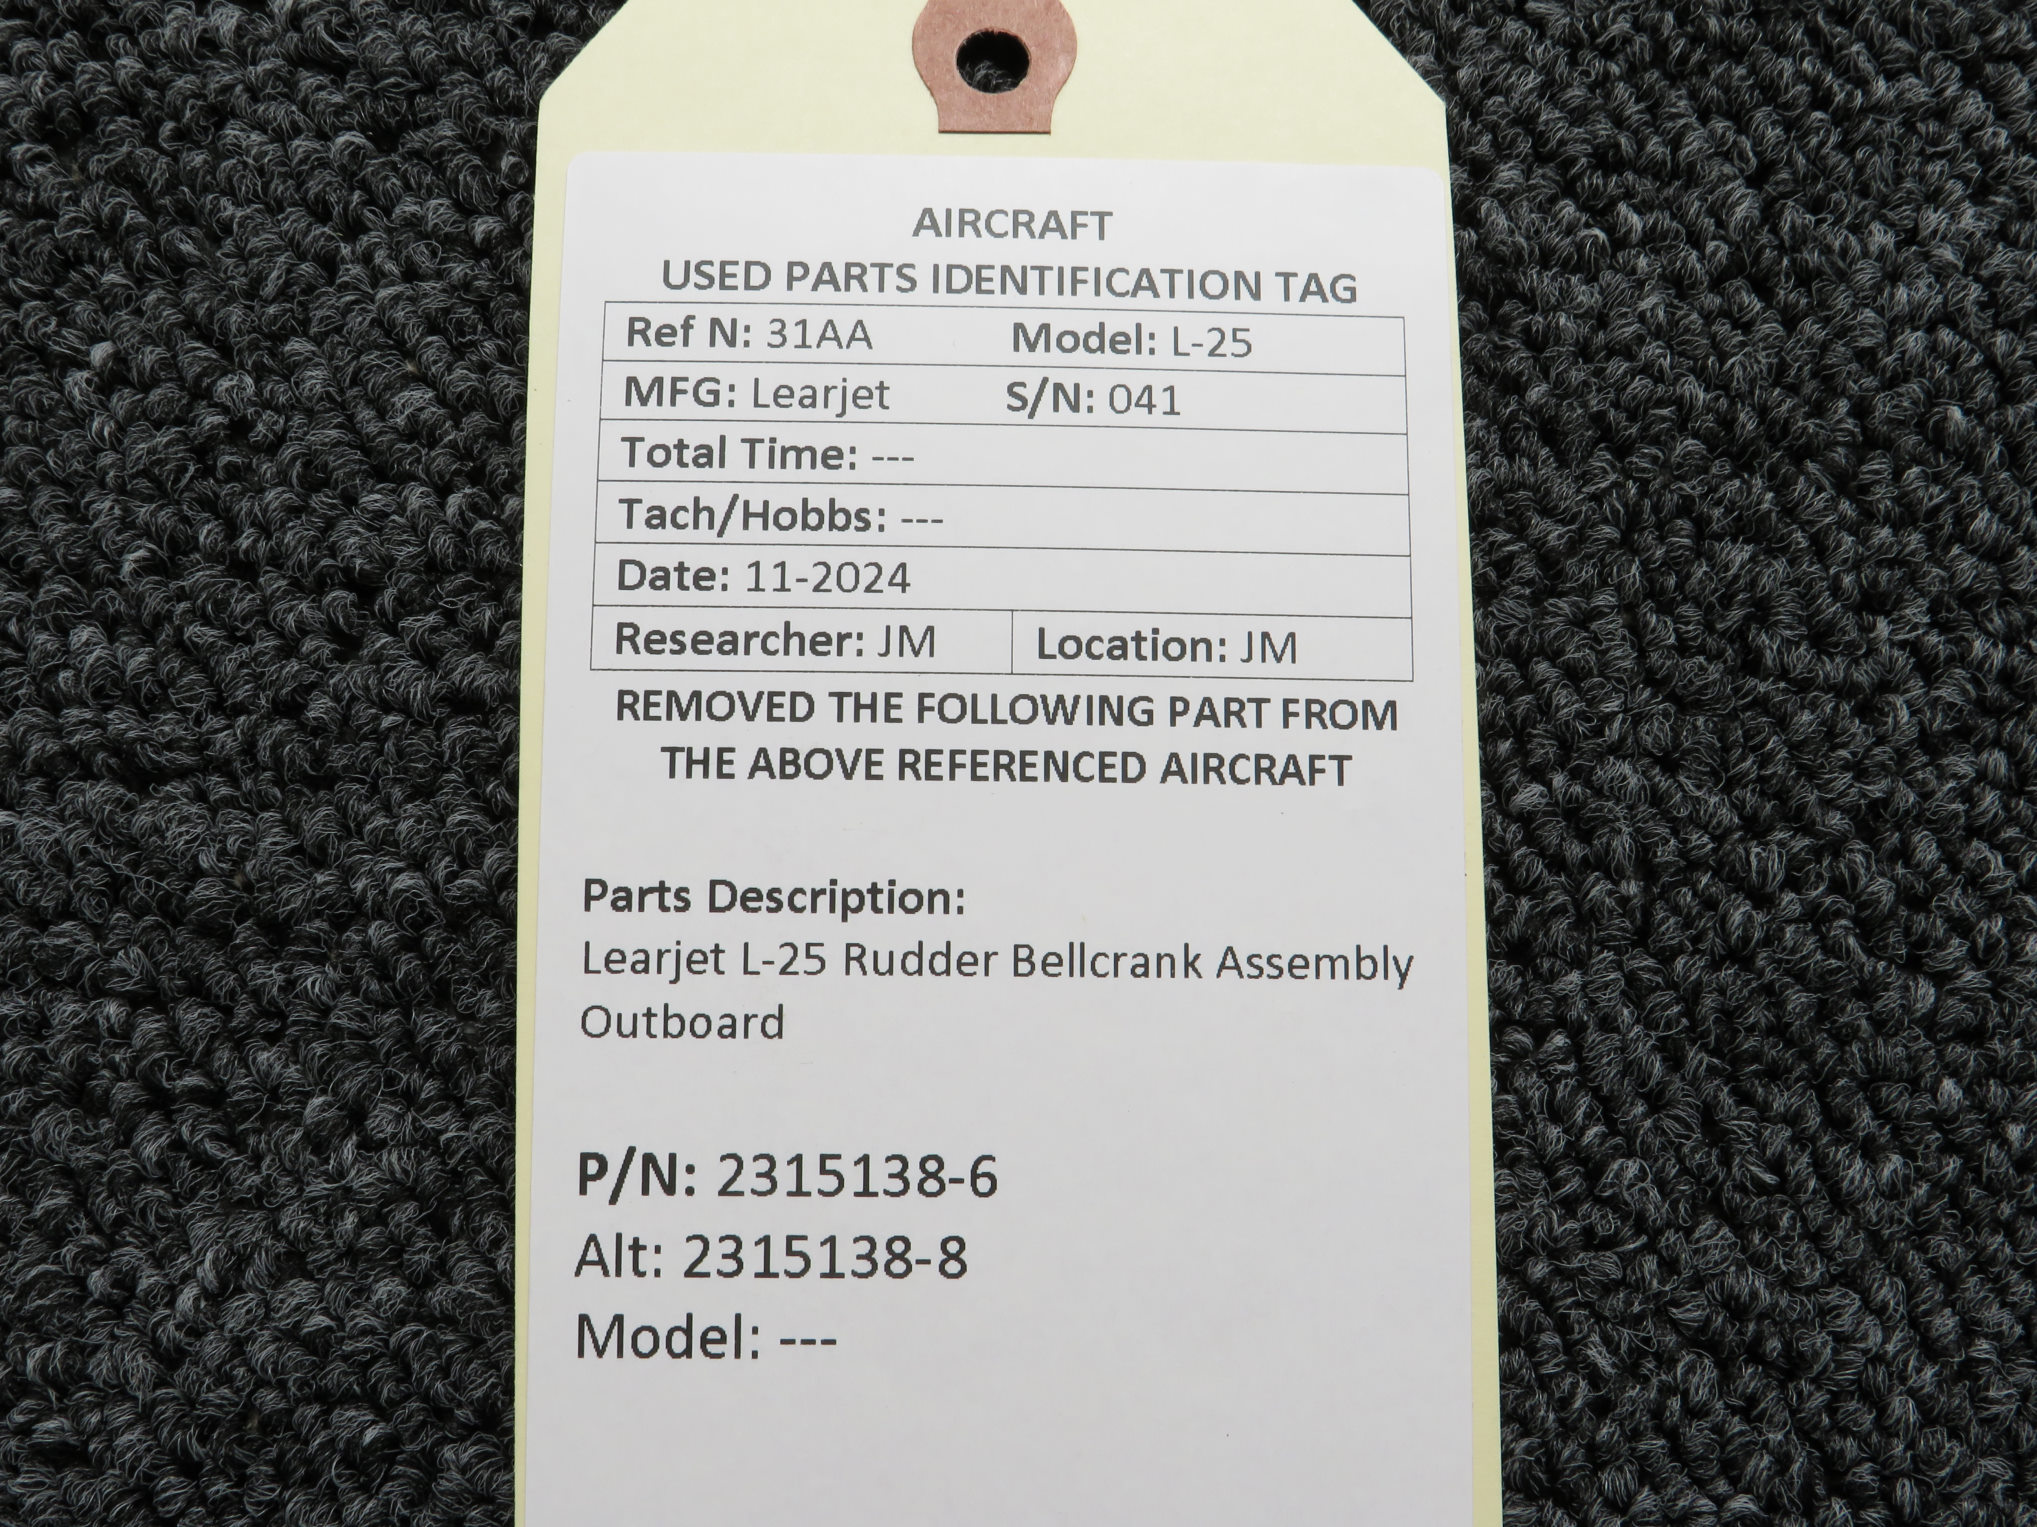 AIRCRAFT
USED PARTS IDENTIFICATION TAG
Ref N: 31AA Model: L-25
MFG: Learjet S/N: 041
Total Time: ---
Tach/Hobbs: ---
Date: 11-2024
Researcher: JM Location: JM
REMOVED THE FOLLOWING PART FROM
THE ABOVE REFERENCED AIRCRAFT
Parts Description:
Learjet L-25 Rudder Bellcrank Assembly
Outboard
P/N: 2315138-6
Alt: 2315138-8
Model: ---